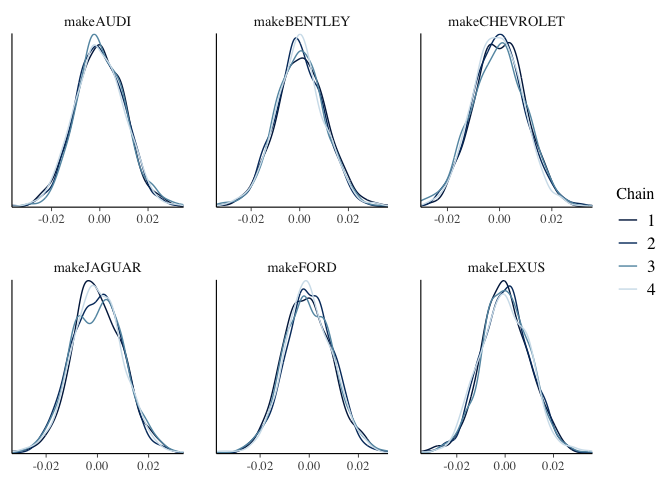 makeAUDI
makeBENTLEY
makeCHEVROLET
-0.02 0.00 0.02
-0.02 0.00 0.02
-0.02 0.00 0.02
makeJAGUAR
makeFORD
makeLEXUS
-0.02 0.00 0.02
-0.02 0.00 0.02
-0.04 -0.02 0.00 0.02
Chain
1
2
3
4